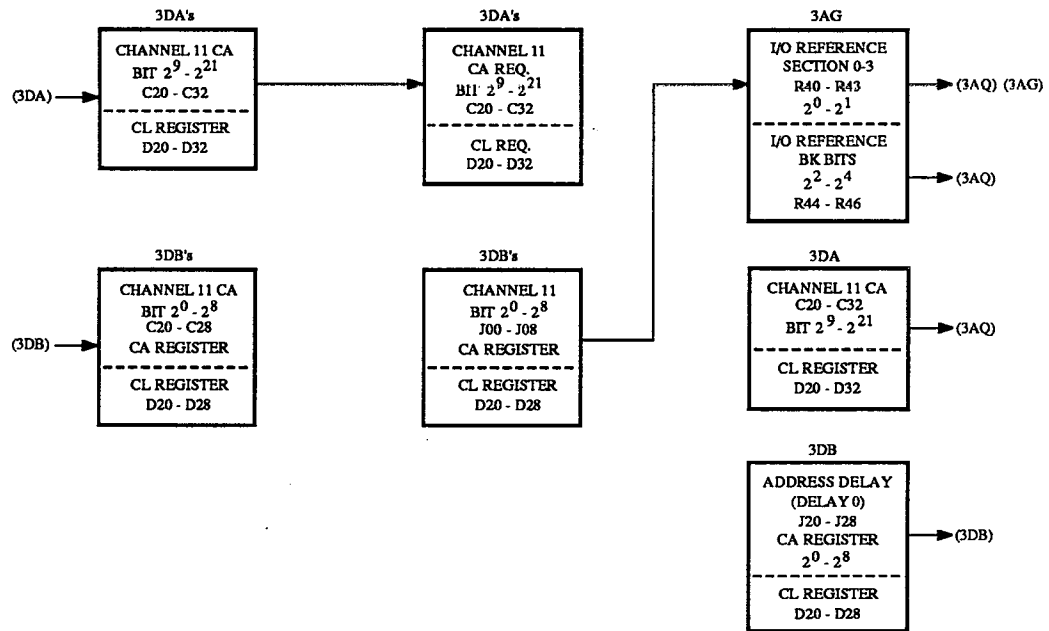 3DA's
CHANNEL 11 CA
BIT 2^9 - 2^21
C20 - C32
CL REGISTER
D20 - D32
(3DA)
3DA's
CHANNEL 11
CA REQ.
BIT 2^9 - 2^21
C20 - C32
CL REQ.
D20 - D32
3AG
I/O REFERENCE
SECTION 0-3
R40 - R43
2^0 - 2^1
I/O REFERENCE
BK BITS
2^2 - 2^4
R44 - R46
(3AQ) (3AG)
(3AQ)
3DB's
CHANNEL 11 CA
BIT 2^0 - 2^8
C20 - C28
CA REGISTER
CL REGISTER
D20 - D28
(3DB)
3DB's
CHANNEL 11
BIT 2^0 - 2^8
J00 - J08
CA REGISTER
CL REGISTER
D20 - D28
3DA
CHANNEL 11 CA
C20 - C32
BIT 2^9 - 2^21
CL REGISTER
D20 - D32
(3AQ)
3DB
ADDRESS DELAY
(DELAY 0)
J20 - J28
CA REGISTER
2^0 - 2^8
CL REGISTER
D20 - D28
(3DB)